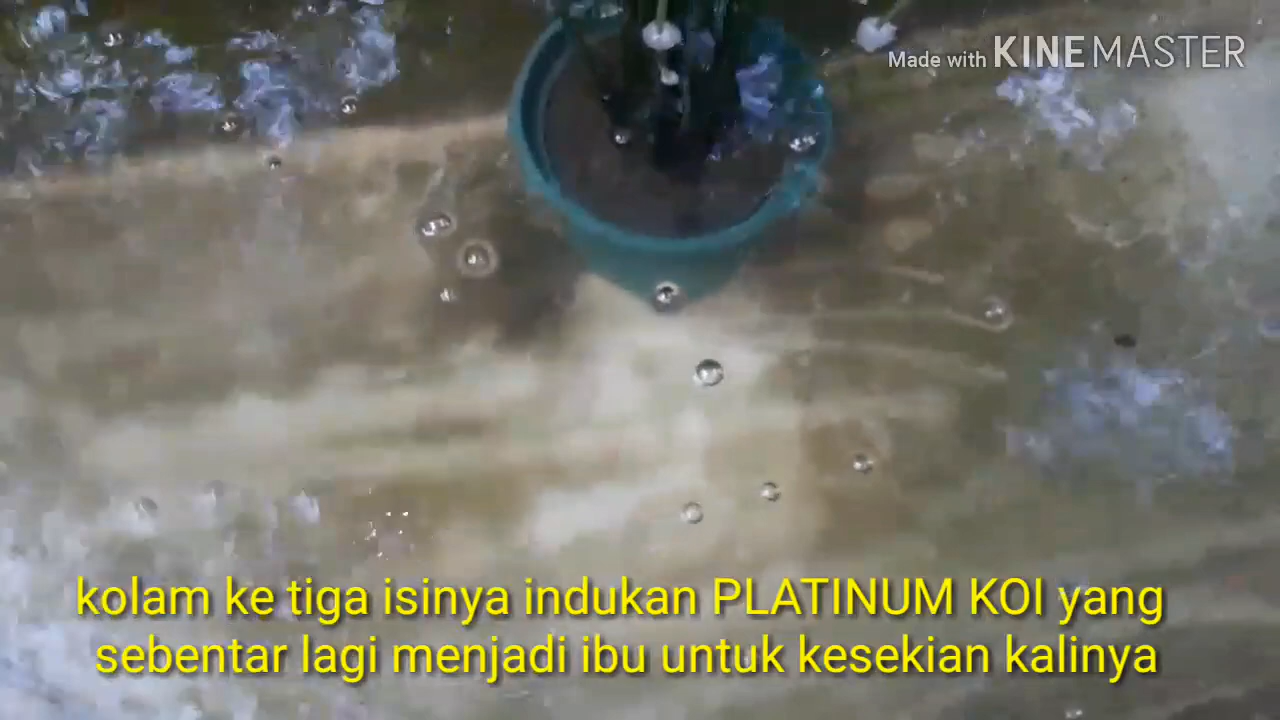 Made with KINEMASTER
kolam ke tiga isinya indukan PLATINUM KOI yang
sebentar lagi menjadi ibu untuk kesekian kalinya